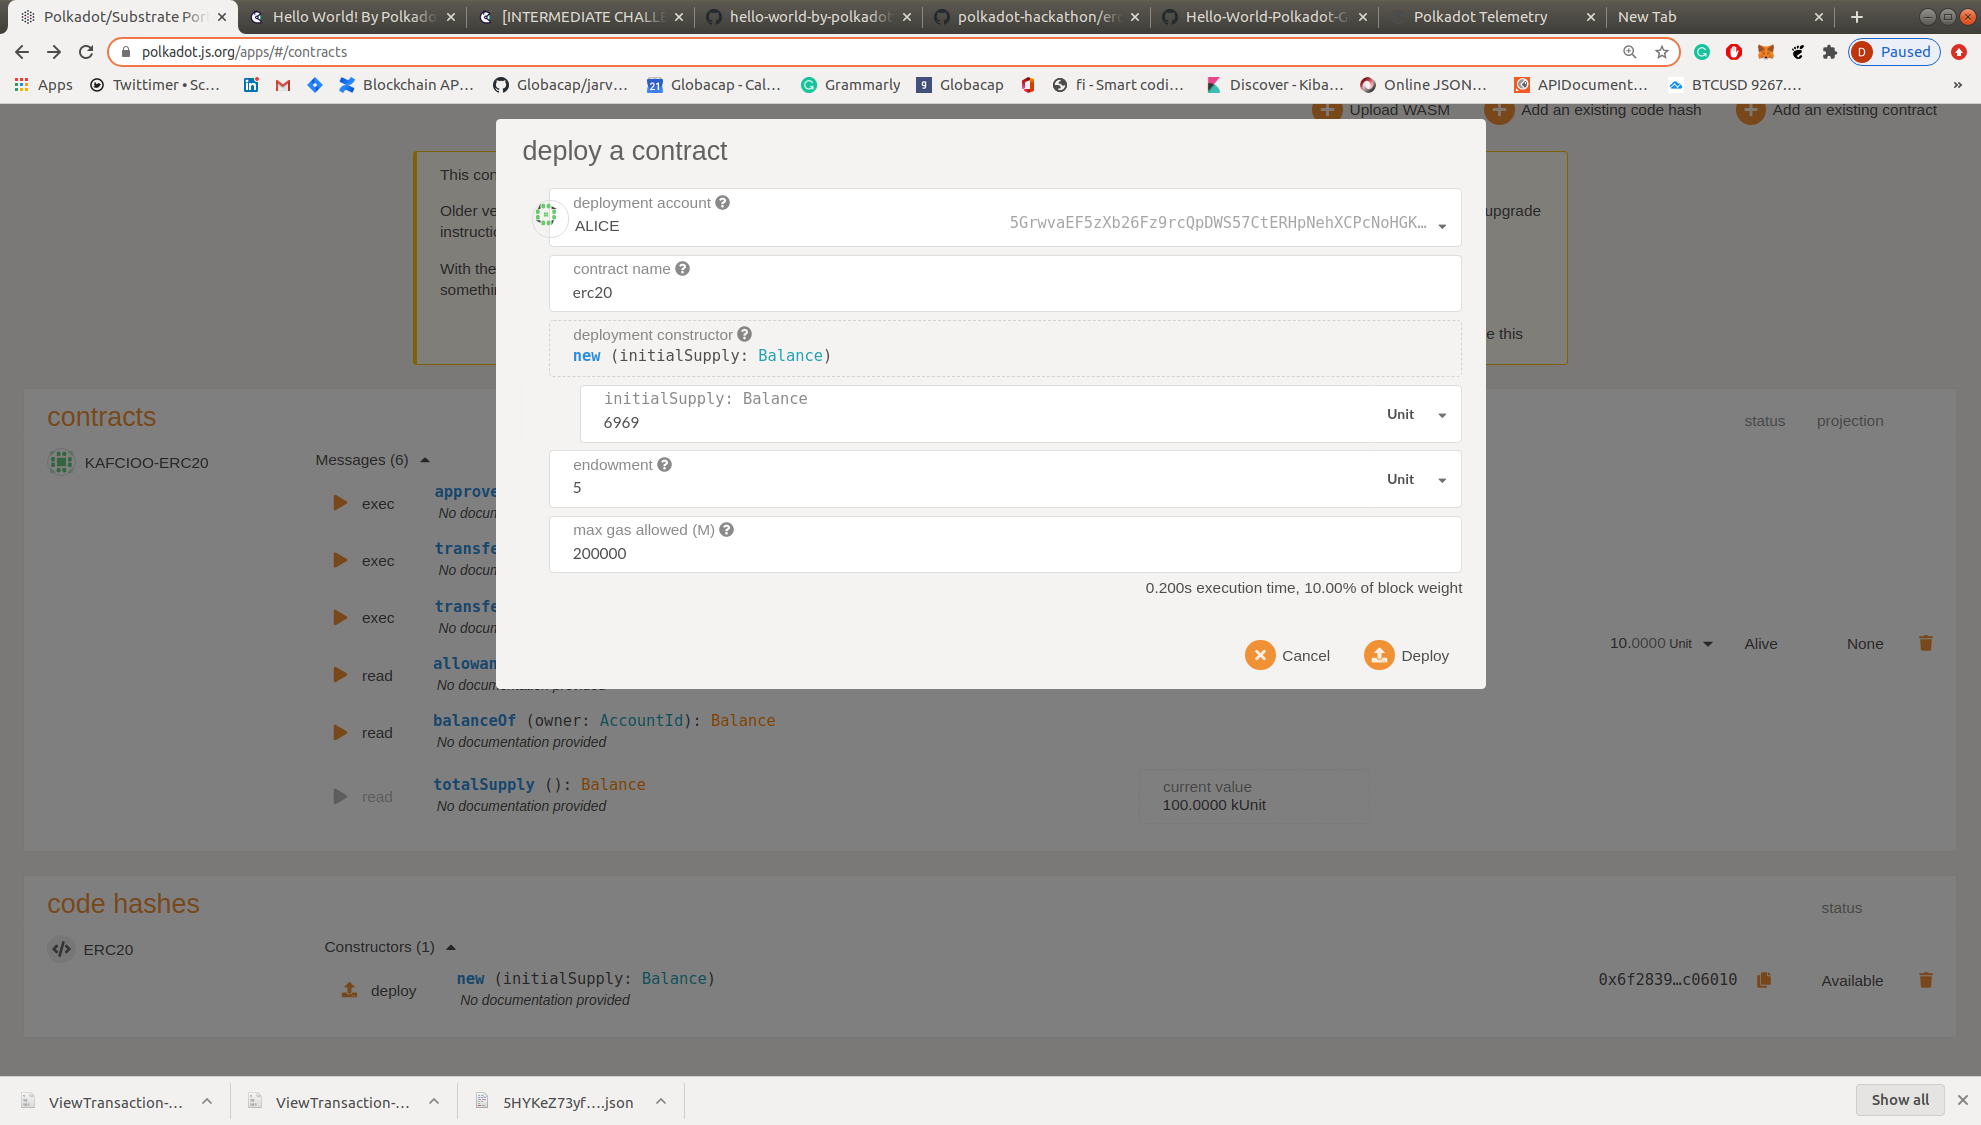 Polkadot/Substrate Por
Hello World! By Polkado
[INTERMEDIATE CHALLE
hello-world-by-polkadot
polkadot-hackathon/erc
Hello-World-Polkadot-G
Polkadot Telemetry
New Tab
polkadot.js.org/apps/#/contracts
D Paused
Apps
Twittimer • Sc...
Blockchain AP...
Globacap/jarv...
21
Globacap - Cal...
Grammarly
g Globacap
fi - Smart codi...
Discover - Kiba...
Online JSON...
APIDocument...
BTCUSD 9267....
»
Upload WASM
Add an existing code hash
Add an existing contract
This con
Older ve
upgrade
instructio
With the
somethin
e this
deploy a contract
deployment account
ALICE
5GrwvaEF5zXb26Fz9rcQpDWS57CtERHpNehXCPcNoHGK…
contract name
erc20
deployment constructor
new (initialSupply: Balance)
initialSupply: Balance
6969
Unit
endowment
5
Unit
max gas allowed (M)
200000
0.200s execution time, 10.00% of block weight
Cancel
Deploy
contracts
status
projection
KAFCIOO-ERC20
Messages (6)
exec
approve
No docum
exec
transfe
No docum
exec
transfe
No docum
10.0000 Unit
Alive
None
read
allowan
No documentation provided
read
balanceOf (owner: AccountId): Balance
No documentation provided
read
totalSupply (): Balance
No documentation provided
current value
100.0000 kUnit
code hashes
status
ERC20
Constructors (1)
deploy
new (initialSupply: Balance)
No documentation provided
0x6f2839…c06010
Available
ViewTransaction-....
ViewTransaction-....
5HYKeZ73yf....json
Show all